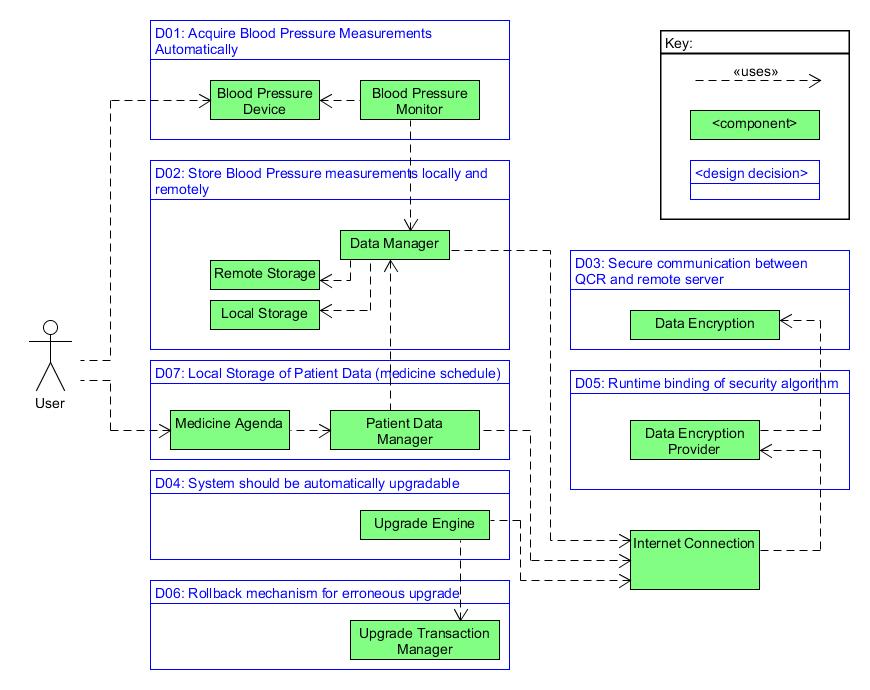 D01: Acquire Blood Pressure Measurements
Automatically
Blood Pressure
Device
Blood Pressure
Monitor
Key:
«uses»
<component>
<design decision>
D02: Store Blood Pressure measurements locally and
remotely
Data Manager
Remote Storage
Local Storage
D03: Secure communication between
QCR and remote server
Data Encryption
User
D07: Local Storage of Patient Data (medicine schedule)
Medicine Agenda
Patient Data
Manager
D05: Runtime binding of security algorithm
Data Encryption
Provider
D04: System should be automatically upgradable
Upgrade Engine
Internet Connection
D06: Rollback mechanism for erroneous upgrade
Upgrade Transaction
Manager